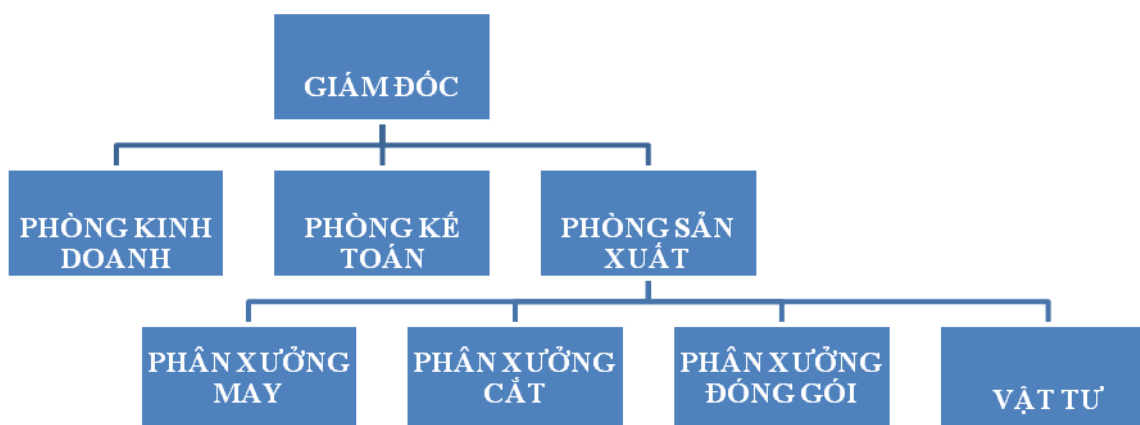 GIÁM ĐỐC
PHÒNG KINH
DOANH
PHÒNG KẾ
TOÁN
PHÒNG SẢN
XUẤT
PHÂN XƯỞNG
MAY
PHÂN XƯỞNG
CẮT
PHÂN XƯỞNG
ĐÓNG GÓI
VẬT TƯ